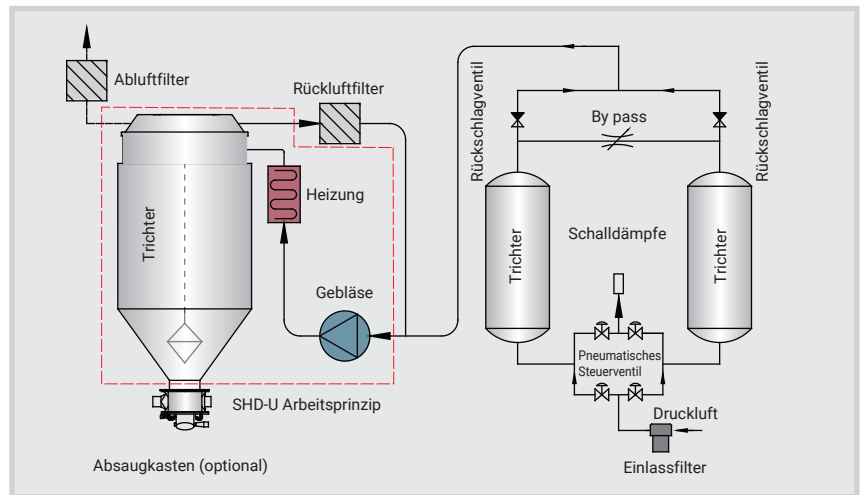 Abluftfilter
Rückluftfilter
Trichter
Heizung
Gebläse
SHD-U Arbeitsprinzip
Absaugkasten (optional)
Rückschlagventil
By pass
Rückschlagventil
Trichter
Schalldämpfe
Trichter
Pneumatisches
Steuerventil
Druckluft
Einlassfilter